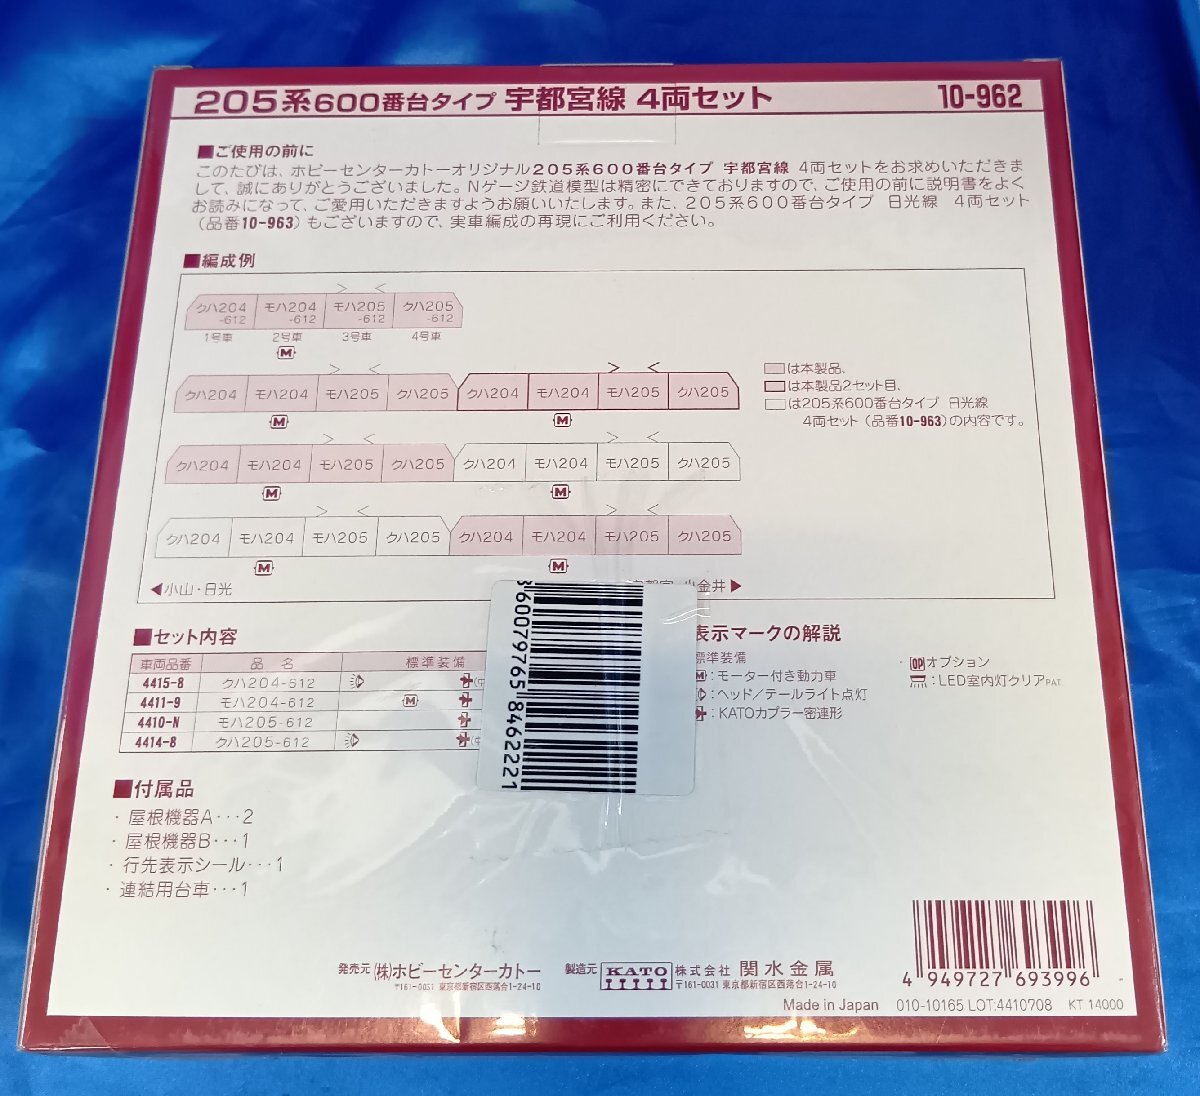 205系600番台タイプ 宇都宮線 4両セット 10-962
■ご使用の前に
このたびは、ホビーセンターカトーオリジナル205系600番台タイプ 宇都宮線 4両セットをお求めいただきま
して、誠にありがとうございました。Nゲージ鉄道模型は精密にできておりますので、ご使用の前に説明書をよく
お読みになって、ご愛用いただきますようお願いいたします。また、205系600番台タイプ 日光線 4両セット
(品番10-963)もございますので、実車編成の再現にご利用ください。
■編成例
クハ204 モハ204 モハ205 クハ205
-612 -612 -612 -612
1号車 2号車 3号車 4号車
M
クハ204 モハ204 モハ205 クハ205 クハ204 モハ204 モハ205 クハ205
M M
クハ204 モハ204 モハ205 クハ205 クハ204 モハ204 モハ205 クハ205
M M
クハ204 モハ204 モハ205 クハ205 クハ204 モハ204 モハ205 クハ205
M M
は本製品、
は本製品2セット目、
は205系600番台タイプ 日光線
4両セット (品番10-963)の内容です。
◀小山・日光
小金井▶
■セット内容
車両品番 品 名 標準装備
4415-8 クハ204-612
4411-9 モハ204-612 M
4410-N モハ205-612
4414-8 クハ205-612
表示マークの解説
標準装備
M:モーター付き動力車
:ヘッド/テールライト点灯
:KATOカプラー密連形
・OPオプション
:LED室内灯クリアPAT.
3600797658462221
■付属品
・屋根機器A・・・2
・屋根機器B・・・1
・行先表示シール・・・1
・連結用台車・・・1
発売元 (株)ホビーセンターカトー
〒161-0031 東京都新宿区西落合1-24-10
製造元 KATO 株式会社 関水金属
〒161-0031 東京都新宿区西落合1-24-10
4 949727 693996
Made in Japan 010-10165 LOT:4410708 KT 14000